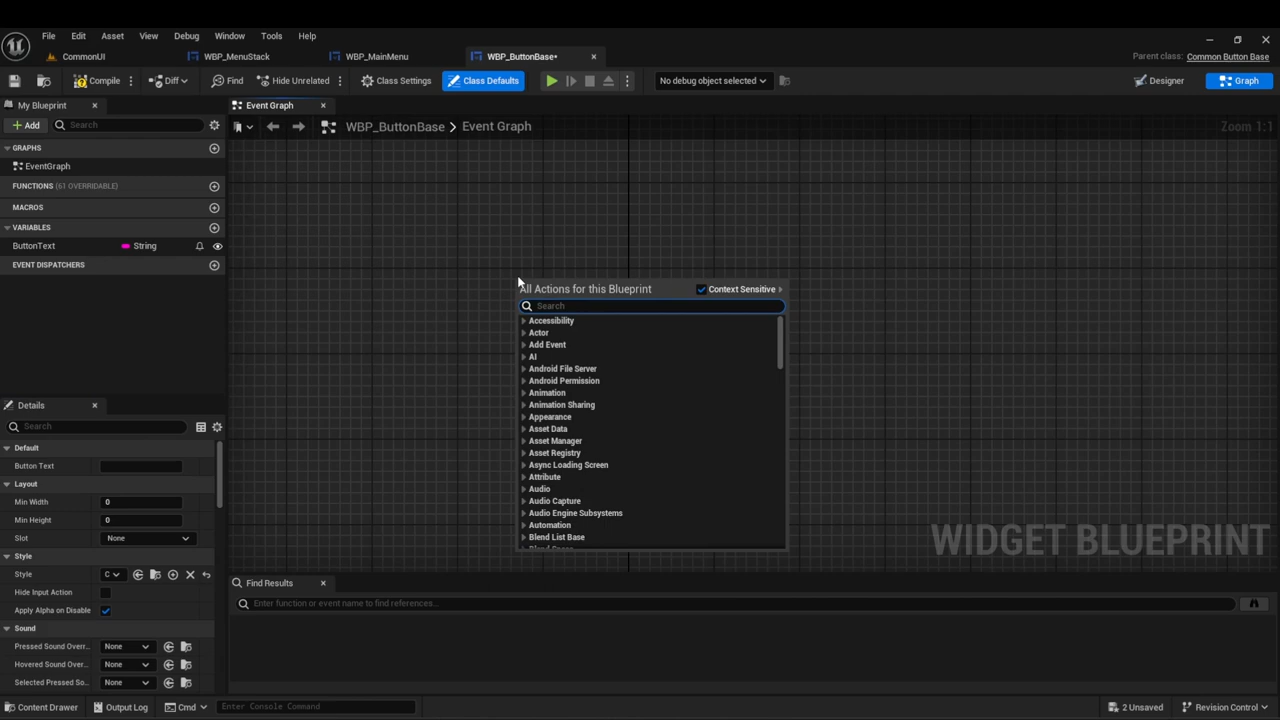 File Edit Asset View Debug Window Tools Help
CommonUI WBP_MenuStack WBP_MainMenu WBP_ButtonBase*
Parent class: Common Button Base
Compile Diff Find Hide Unrelated Class Settings Class Defaults No debug object selected Designer Graph
My Blueprint Event Graph
Add Search WBP_ButtonBase > Event Graph Zoom 1:1
GRAPHS
EventGraph
FUNCTIONS (61 OVERRIDABLE)
MACROS
VARIABLES
ButtonText String
EVENT DISPATCHERS
All Actions for this Blueprint Context Sensitive
Search
Accessibility
Actor
Add Event
AI
Android File Server
Android Permission
Animation
Animation Sharing
Appearance
Asset Data
Asset Manager
Asset Registry
Async Loading Screen
Attribute
Audio
Audio Capture
Audio Engine Subsystems
Automation
Blend List Base
WIDGET BLUEPRINT
Details
Search
Default
Button Text
Layout
Min Width 0
Min Height 0
Slot None
Style
Style C
Hide Input Action
Apply Alpha on Disable
Sound
Pressed Sound Overr... None
Hovered Sound Over... None
Selected Pressed So... None
Find Results
Enter function or event name to find references...
Content Drawer Output Log Cmd Enter Console Command 2 Unsaved Revision Control